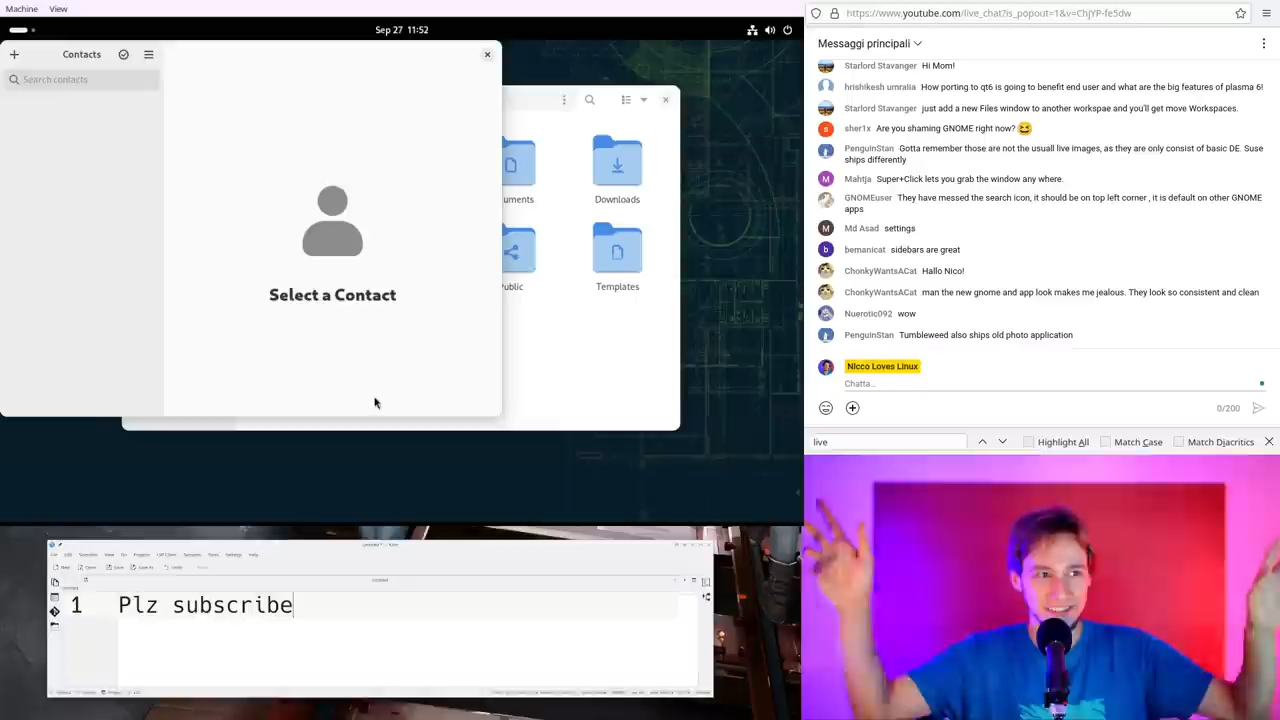 Machine View
Sep 27 11:52
Contacts
Search contacts
Select a Contact
uments
Downloads
ublic
Templates
1 Plz subscribe
https://www.youtube.com/live_chat?is_popout=1&v=ChjYP-fe5dw
Messaggi principali
Starlord Stavanger Hi Mom!
hrishikesh umralia How porting to qt6 is going to benefit end user and what are the big features of plasma 6!
Starlord Stavanger just add a new Files window to another workspae and you'll get move Workspaces.
s sher1x Are you shaming GNOME right now? 😆
PenguinStan Gotta remember those are not the usuall live images, as they are only consist of basic DE. Suse
ships differently
M Mahtja Super+Click lets you grab the window any where.
GNOMEuser They have messed the search icon, it should be on top left corner , it is default on other GNOME
apps
M Md Asad settings
b bemanicat sidebars are great
ChonkyWantsACat Hallo Nico!
ChonkyWantsACat man the new gnome and app look makes me jealous. They look so consistent and clean
Nuerotic092 wow
PenguinStan Tumbleweed also ships old photo application
Nicco Loves Linux
Chatta...
0/200
live
Highlight All Match Case Match Diacritics